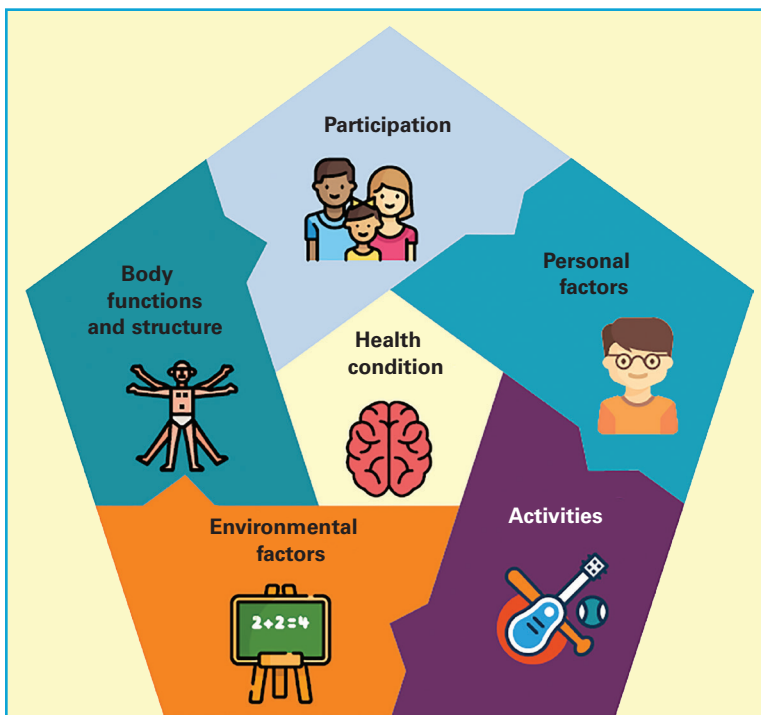 Participation
Body
functions
and structure
Personal
factors
Health
condition
Environmental
factors
2+2=4
Activities